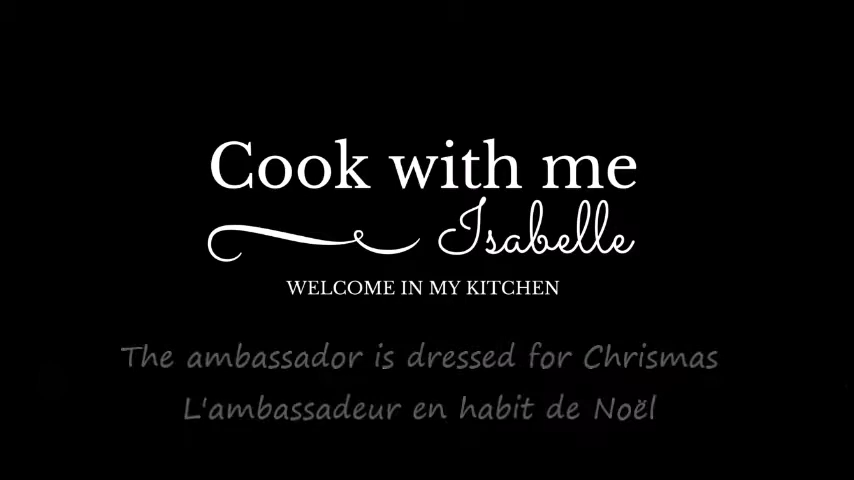 Cook with me
Isabelle
WELCOME IN MY KITCHEN
The ambassador is dressed for Chrismas
L'ambassadeur en habit de Noël